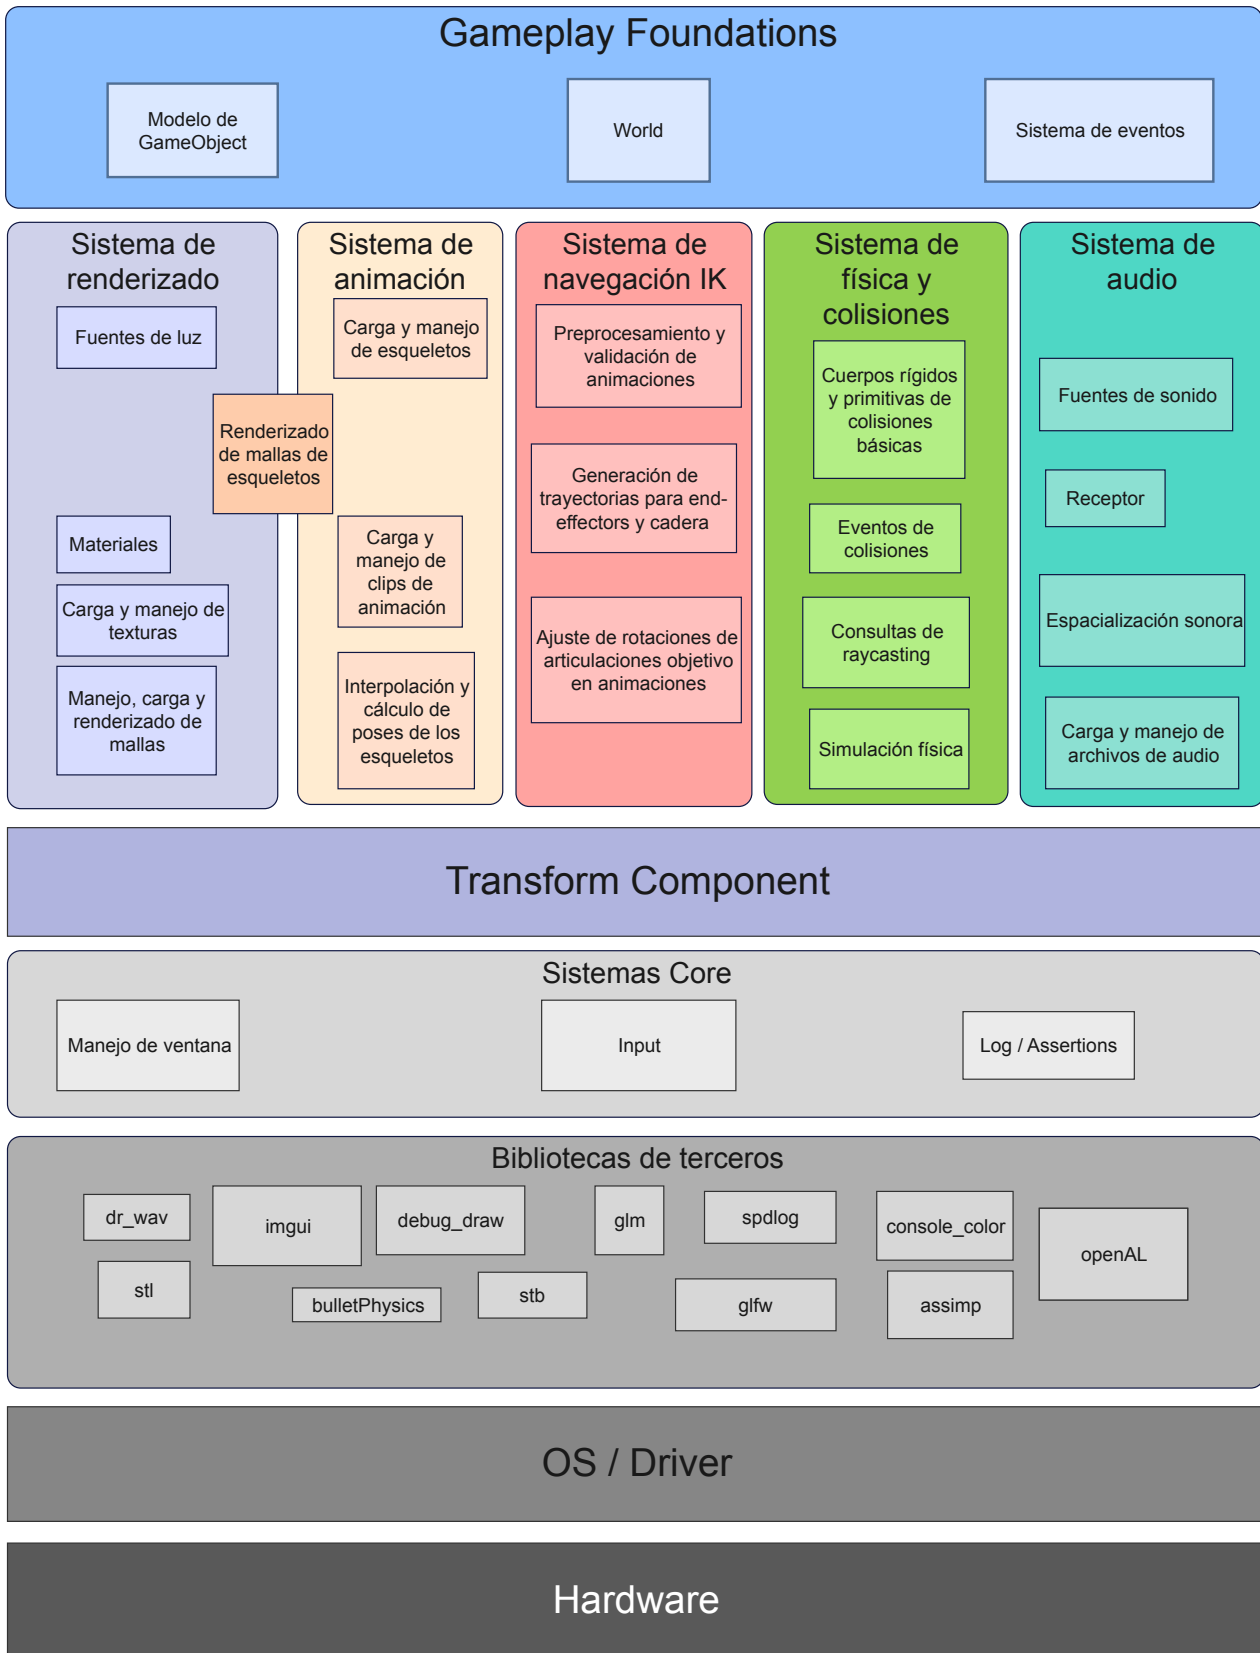 Gameplay Foundations
Modelo de
GameObject
World
Sistema de eventos
Sistema de
renderizado
Fuentes de luz
Renderizado
de mallas de
esqueletos
Materiales
Carga y manejo de
texturas
Manejo, carga y
renderizado de
mallas
Sistema de
animación
Carga y manejo
de esqueletos
Carga y
manejo de
clips de
animación
Interpolación y
cálculo de
poses de los
esqueletos
Sistema de
navegación IK
Preprocesamiento y
validación de
animaciones
Generación de
trayectorias para end-
effectors y cadera
Ajuste de rotaciones de
articulaciones objetivo
en animaciones
Sistema de
física y
colisiones
Cuerpos rígidos
y primitivas de
colisiones
básicas
Eventos de
colisiones
Consultas de
raycasting
Simulación física
Sistema de
audio
Fuentes de sonido
Receptor
Espacialización sonora
Carga y manejo de
archivos de audio
Transform Component
Sistemas Core
Manejo de ventana
Input
Log / Assertions
Bibliotecas de terceros
dr_wav
imgui
debug_draw
glm
spdlog
console_color
openAL
stl
bulletPhysics
stb
glfw
assimp
OS / Driver
Hardware